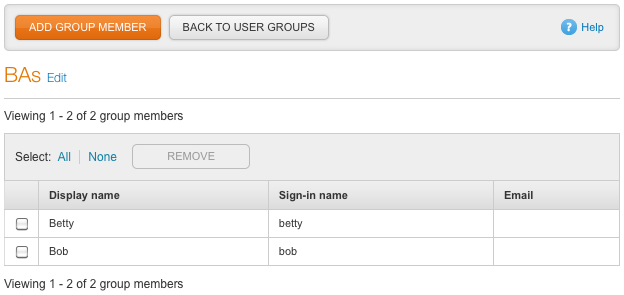 ADD GROUP MEMBER BACK TO USER GROUPS ? Help
BAs Edit
Viewing 1 - 2 of 2 group members
Select: All None REMOVE
Display name Sign-in name Email
Betty betty
Bob bob
Viewing 1 - 2 of 2 group members